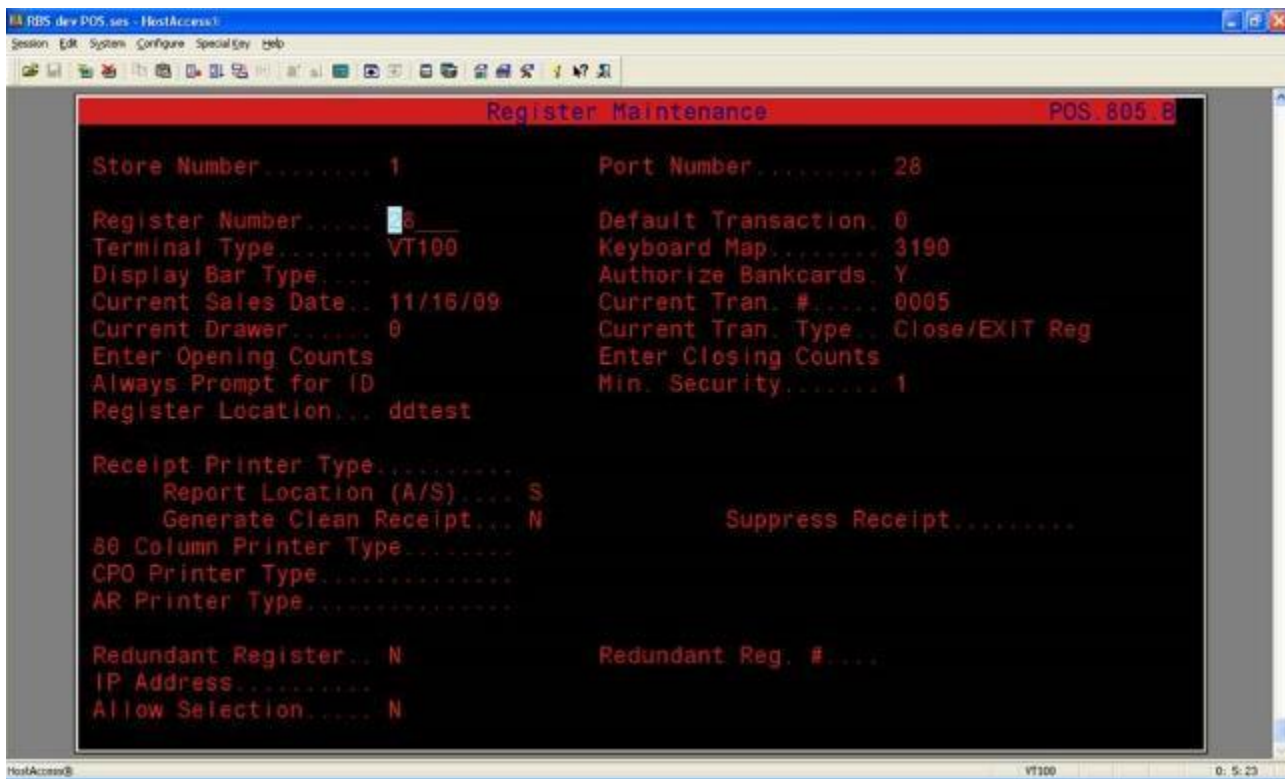 RBS dev POS.ses - HostAccess®
Session Edit System Configure Special Key Help
Register Maintenance POS.805.B
Store Number........ 1 Port Number......... 28
Register Number..... 28___ Default Transaction. 0
Terminal Type....... VT100 Keyboard Map........ 3190
Display Bar Type.... Authorize Bankcards. Y
Current Sales Date.. 11/16/09 Current Tran. #..... 0005
Current Drawer...... 0 Current Tran. Type.. Close/EXIT Reg
Enter Opening Counts Enter Closing Counts
Always Prompt for ID Min. Security....... 1
Register Location... ddtest
Receipt Printer Type..........
Report Location (A/S).... S
Generate Clean Receipt... N Suppress Receipt.........
80 Column Printer Type........
CPO Printer Type..............
AR Printer Type...............
Redundant Register.. N Redundant Reg. #....
IP Address..........
Allow Selection..... N
HostAccess® VT100 0: 5:23